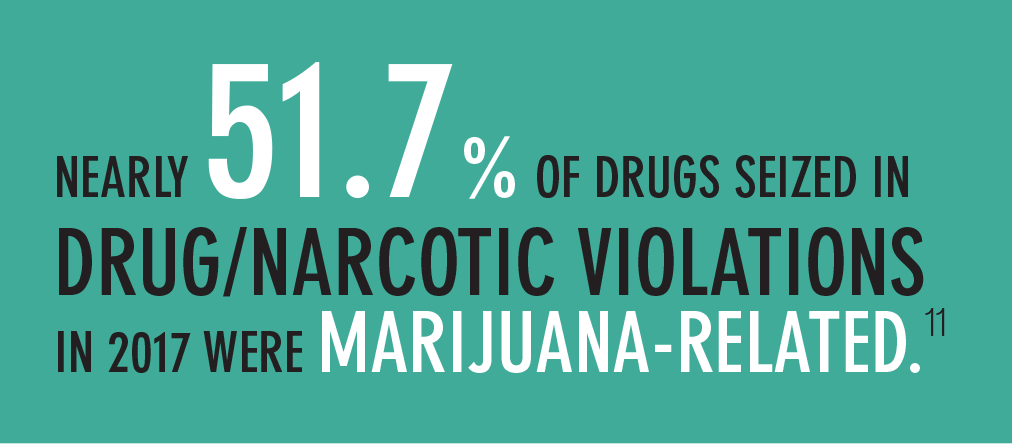 NEARLY 51.7% OF DRUGS SEIZED IN
DRUG/NARCOTIC VIOLATIONS
IN 2017 WERE MARIJUANA-RELATED.11